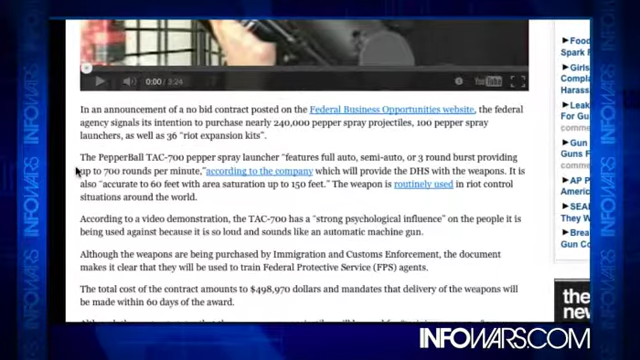 0:00 / 3:24
YouTube
In an announcement of a no bid contract posted on the Federal Business Opportunities website, the federal
agency signals its intention to purchase nearly 240,000 pepper spray projectiles, 100 pepper spray
launchers, as well as 36 "riot expansion kits".
The PepperBall TAC-700 pepper spray launcher "features full auto, semi-auto, or 3 round burst providing
up to 700 rounds per minute," according to the company which will provide the DHS with the weapons. It is
also "accurate to 60 feet with area saturation up to 150 feet." The weapon is routinely used in riot control
situations around the world.
According to a video demonstration, the TAC-700 has a "strong psychological influence" on the people it is
being used against because it is so loud and sounds like an automatic machine gun.
Although the weapons are being purchased by Immigration and Customs Enforcement, the document
makes it clear that they will be used to train Federal Protective Service (FPS) agents.
The total cost of the contract amounts to $498,970 dollars and mandates that delivery of the weapons will
be made within 60 days of the award.
Food
Spark
Girls
Compla
Harass
Leak
For G
comme
Gun
Guns F
comme
AP P
Americ
SEAL
They W
Brea
Gun Co
the
new
INFOWARS
INFOWARS
INFOWARS.COM